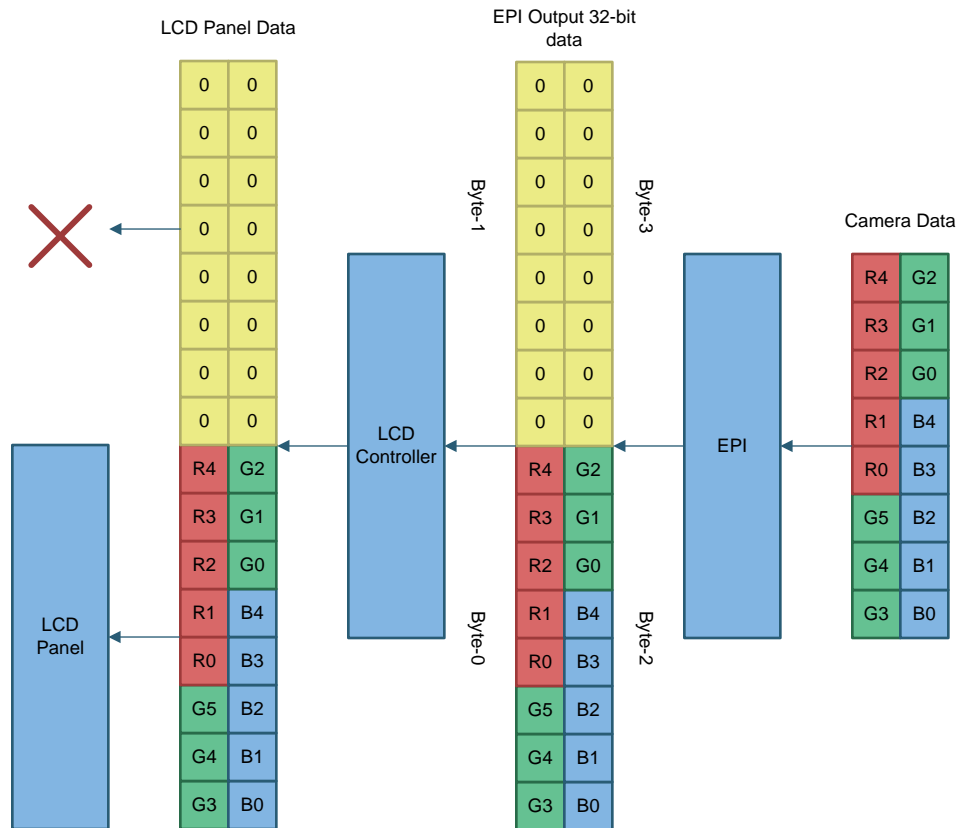 LCD Panel Data
EPI Output 32-bit
data
0 0
0 0
0 0
0 0
0 0
0 0
0 0
0 0
R4 G2
R3 G1
R2 G0
R1 B4
R0 B3
G5 B2
G4 B1
G3 B0
LCD
Panel
LCD
Controller
Byte-1
Byte-0
0 0
0 0
0 0
0 0
0 0
0 0
0 0
0 0
R4 G2
R3 G1
R2 G0
R1 B4
R0 B3
G5 B2
G4 B1
G3 B0
Byte-3
Byte-2
EPI
Camera Data
R4 G2
R3 G1
R2 G0
R1 B4
R0 B3
G5 B2
G4 B1
G3 B0